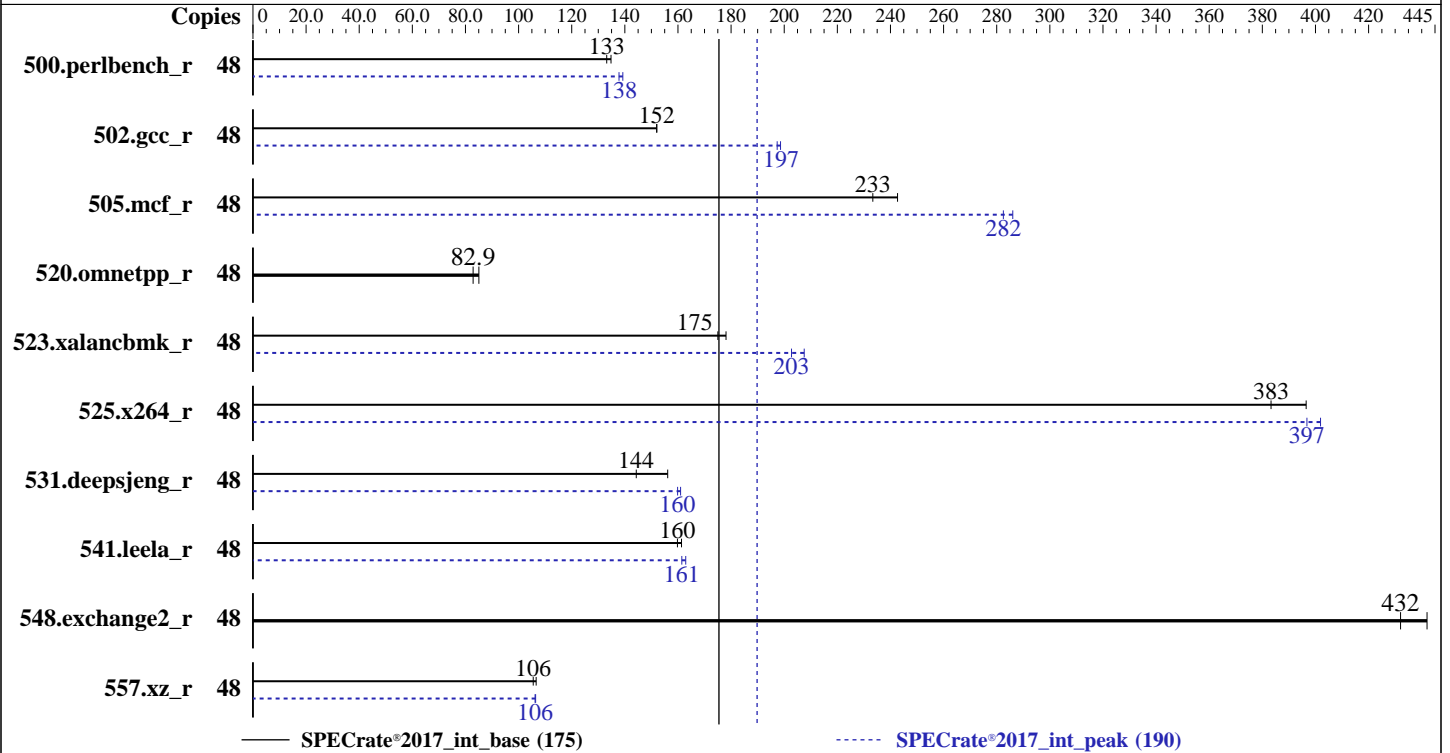 Copies 0 20.0 40.0 60.0 80.0 100 120 140 160 180 200 220 240 260 280 300 320 340 360 380 400 420 445
133
500.perlbench_r 48
138
152
502.gcc_r 48
197
233
505.mcf_r 48
282
82.9
520.omnetpp_r 48
175
523.xalancbmk_r 48
203
383
525.x264_r 48
397
144
531.deepsjeng_r 48
160
160
541.leela_r 48
161
432
548.exchange2_r 48
106
557.xz_r 48
106
SPECrate®2017_int_base (175) SPECrate®2017_int_peak (190)